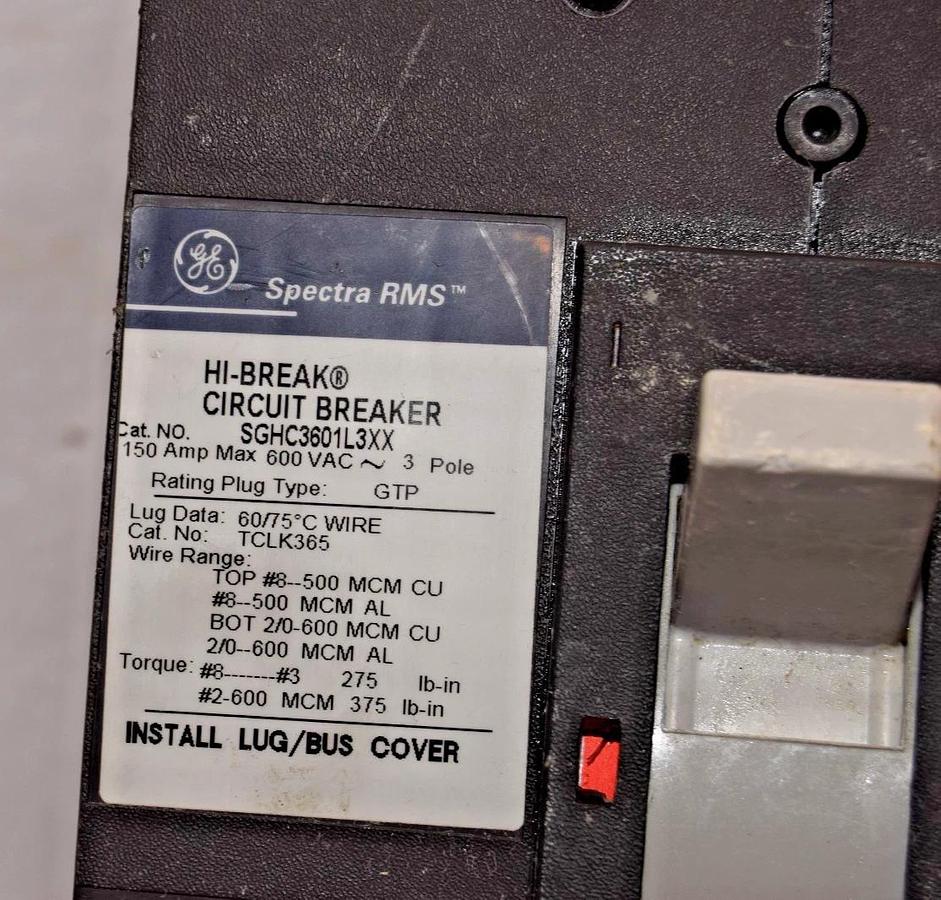 GE Spectra RMS™
HI-BREAK®
CIRCUIT BREAKER
Cat. NO. SGHC3601L3XX
150 Amp Max 600 VAC ~ 3 Pole
Rating Plug Type: GTP
Lug Data: 60/75°C WIRE
Cat. No: TCLK365
Wire Range:
TOP #8--500 MCM CU
#8--500 MCM AL
BOT 2/0-600 MCM CU
2/0--600 MCM AL
Torque: #8-------#3 275 lb-in
#2-600 MCM 375 lb-in
INSTALL LUG/BUS COVER
I